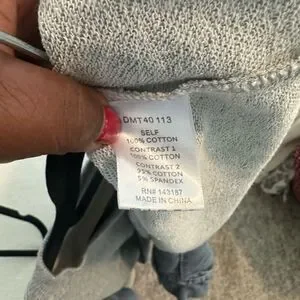 DMT40 113
SELF
100% COTTON
CONTRAST 1
100% COTTON
CONTRAST 2
95% COTTON
5% SPANDEX
RN# 143187
MADE IN CHINA